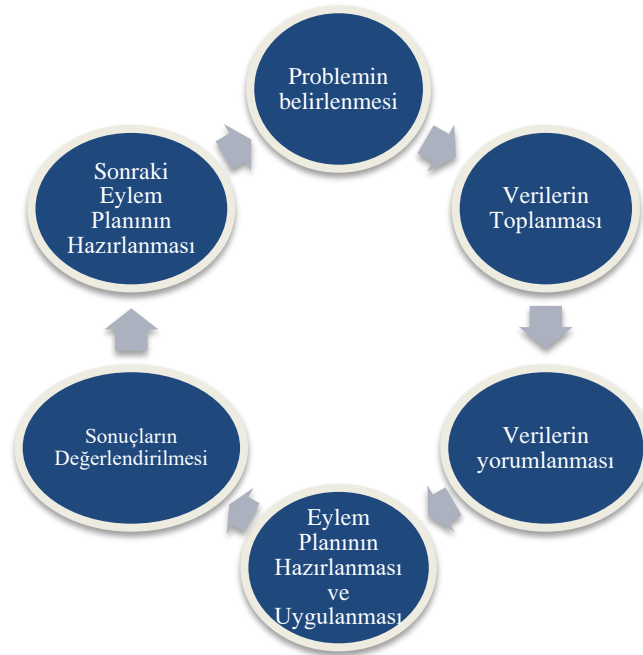 Problemin
belirlenmesi
Verilerin
Toplanması
Verilerin
yorumlanması
Eylem
Planının
Hazırlanması
ve
Uygulanması
Sonuçların
Değerlendirilmesi
Sonraki
Eylem
Planının
Hazırlanması